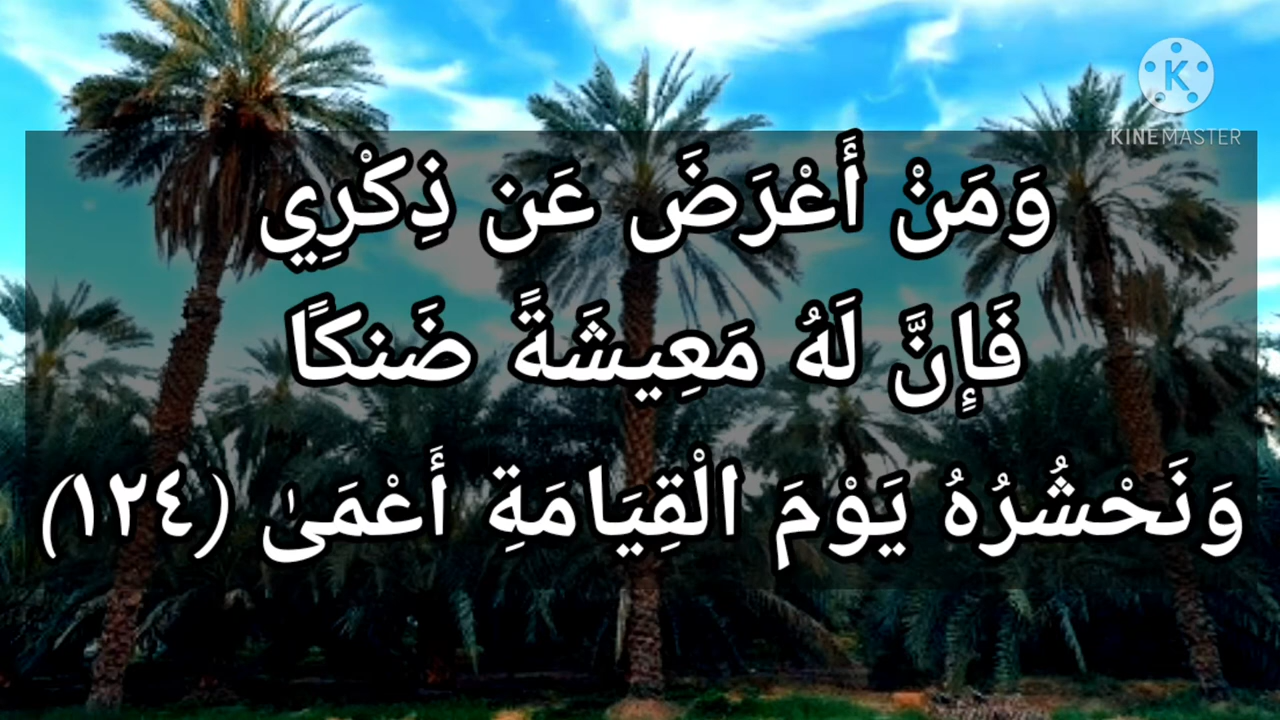 KINEMASTER
وَمَنْ أَعْرَضَ عَن ذِكْرِي
فَإِنَّ لَهُ مَعِيشَةً ضَنكًا
وَنَحْشُرُهُ يَوْمَ الْقِيَامَةِ أَعْمَىٰ (١٢٤)